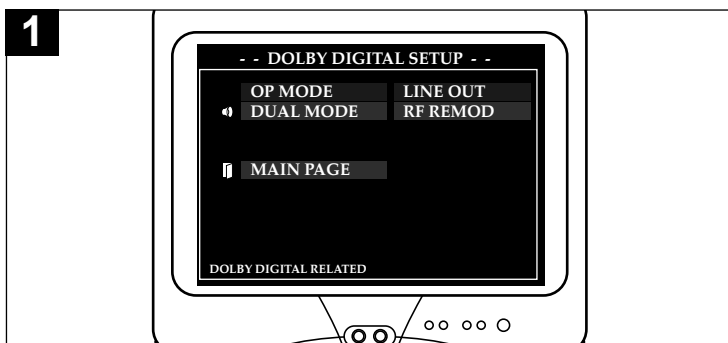 1
- - DOLBY DIGITAL SETUP - -
OP MODE LINE OUT
DUAL MODE RF REMOD
MAIN PAGE
DOLBY DIGITAL RELATED